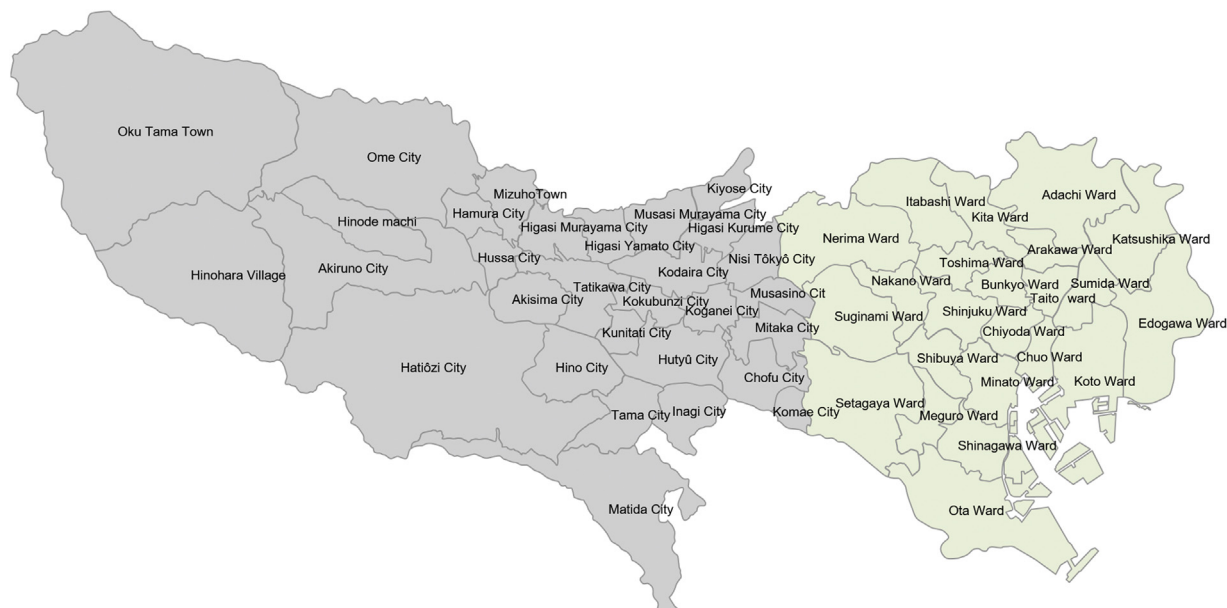 Oku Tama Town
Ome City
Mizuho Town
Kiyose City
Adachi Ward
Itabashi Ward
Kita Ward
Hinode machi
Hamura City
Musasi Murayama City
Higasi Murayama City
Higasi Kurume City
Nerima Ward
Katsushika Ward
Higasi Yamato City
Arakawa Ward
Hussa City
Nisi Tôkyô City
Toshima Ward
Hinohara Village
Akiruno City
Kodaira City
Nakano Ward
Bunkyo Ward
Sumida Ward
Tatikawa City
Musasino Cit
Akisima City
Kokubunzi City
Taito ward
Koganei City
Suginami Ward
Shinjuku Ward
Edogawa Ward
Kunitati City
Mitaka City
Chiyoda Ward
Hatiôzi City
Hino City
Hutyû City
Shibuya Ward
Chuo Ward
Chofu City
Minato Ward
Koto Ward
Tama City
Inagi City
Komae City
Setagaya Ward
Meguro Ward
Shinagawa Ward
Matida City
Ota Ward